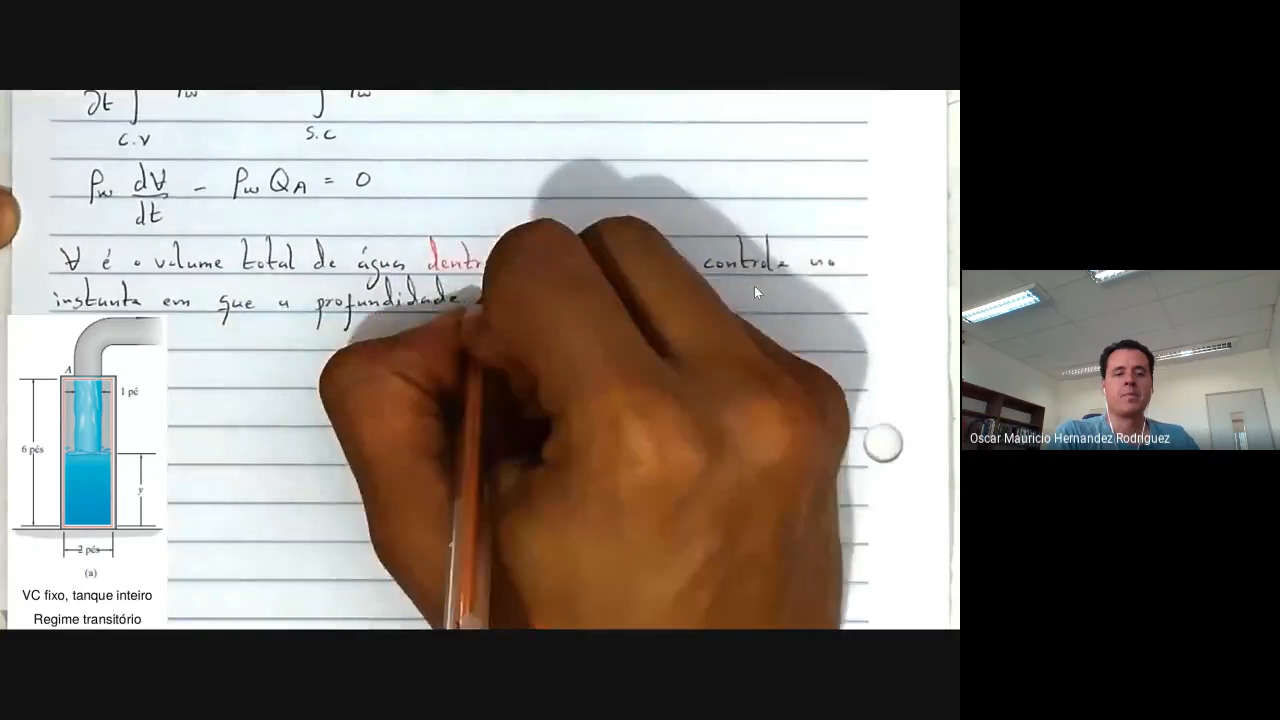 ∂t ∫ ρw ∫ ρw
C.V S.C
ρw dV/dt - ρw QA = 0
V é o volume total de água dentr controle no
instante em que a profundidade
A
1 pé
6 pés
y
2 pés
(a)
VC fixo, tanque inteiro
Regime transitório
Oscar Mauricio Hernandez Rodriguez